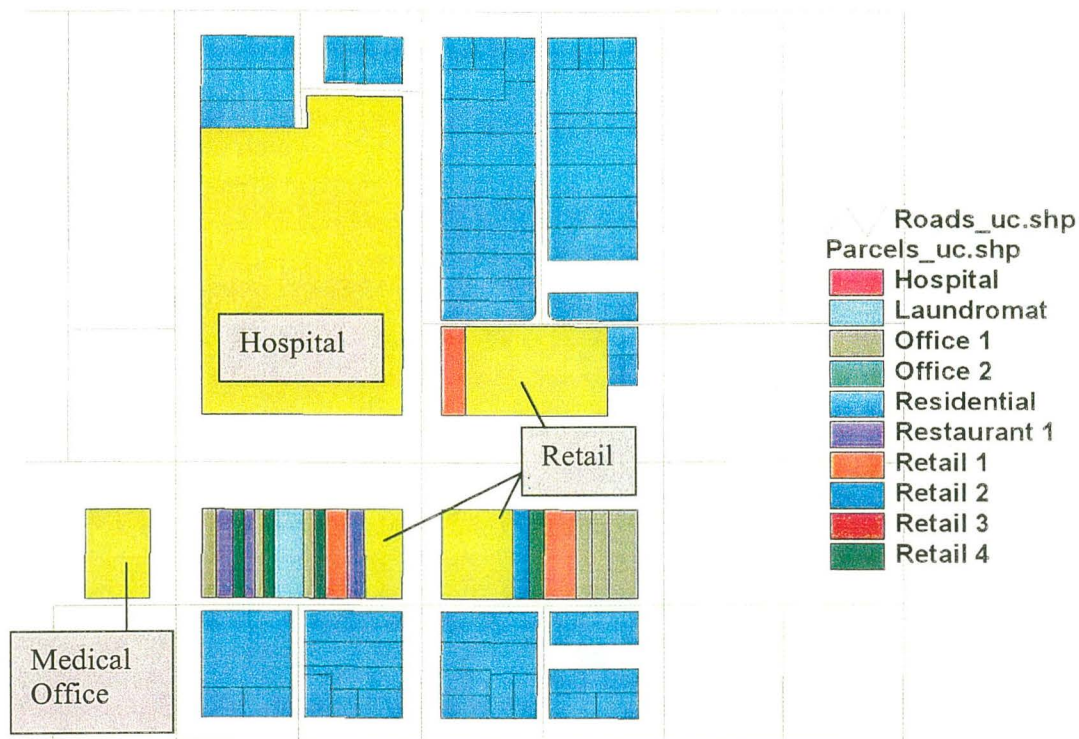 Hospital
Retail
Medical
Office
Roads_uc.shp
Parcels_uc.shp
Hospital
Laundromat
Office 1
Office 2
Residential
Restaurant 1
Retail 1
Retail 2
Retail 3
Retail 4